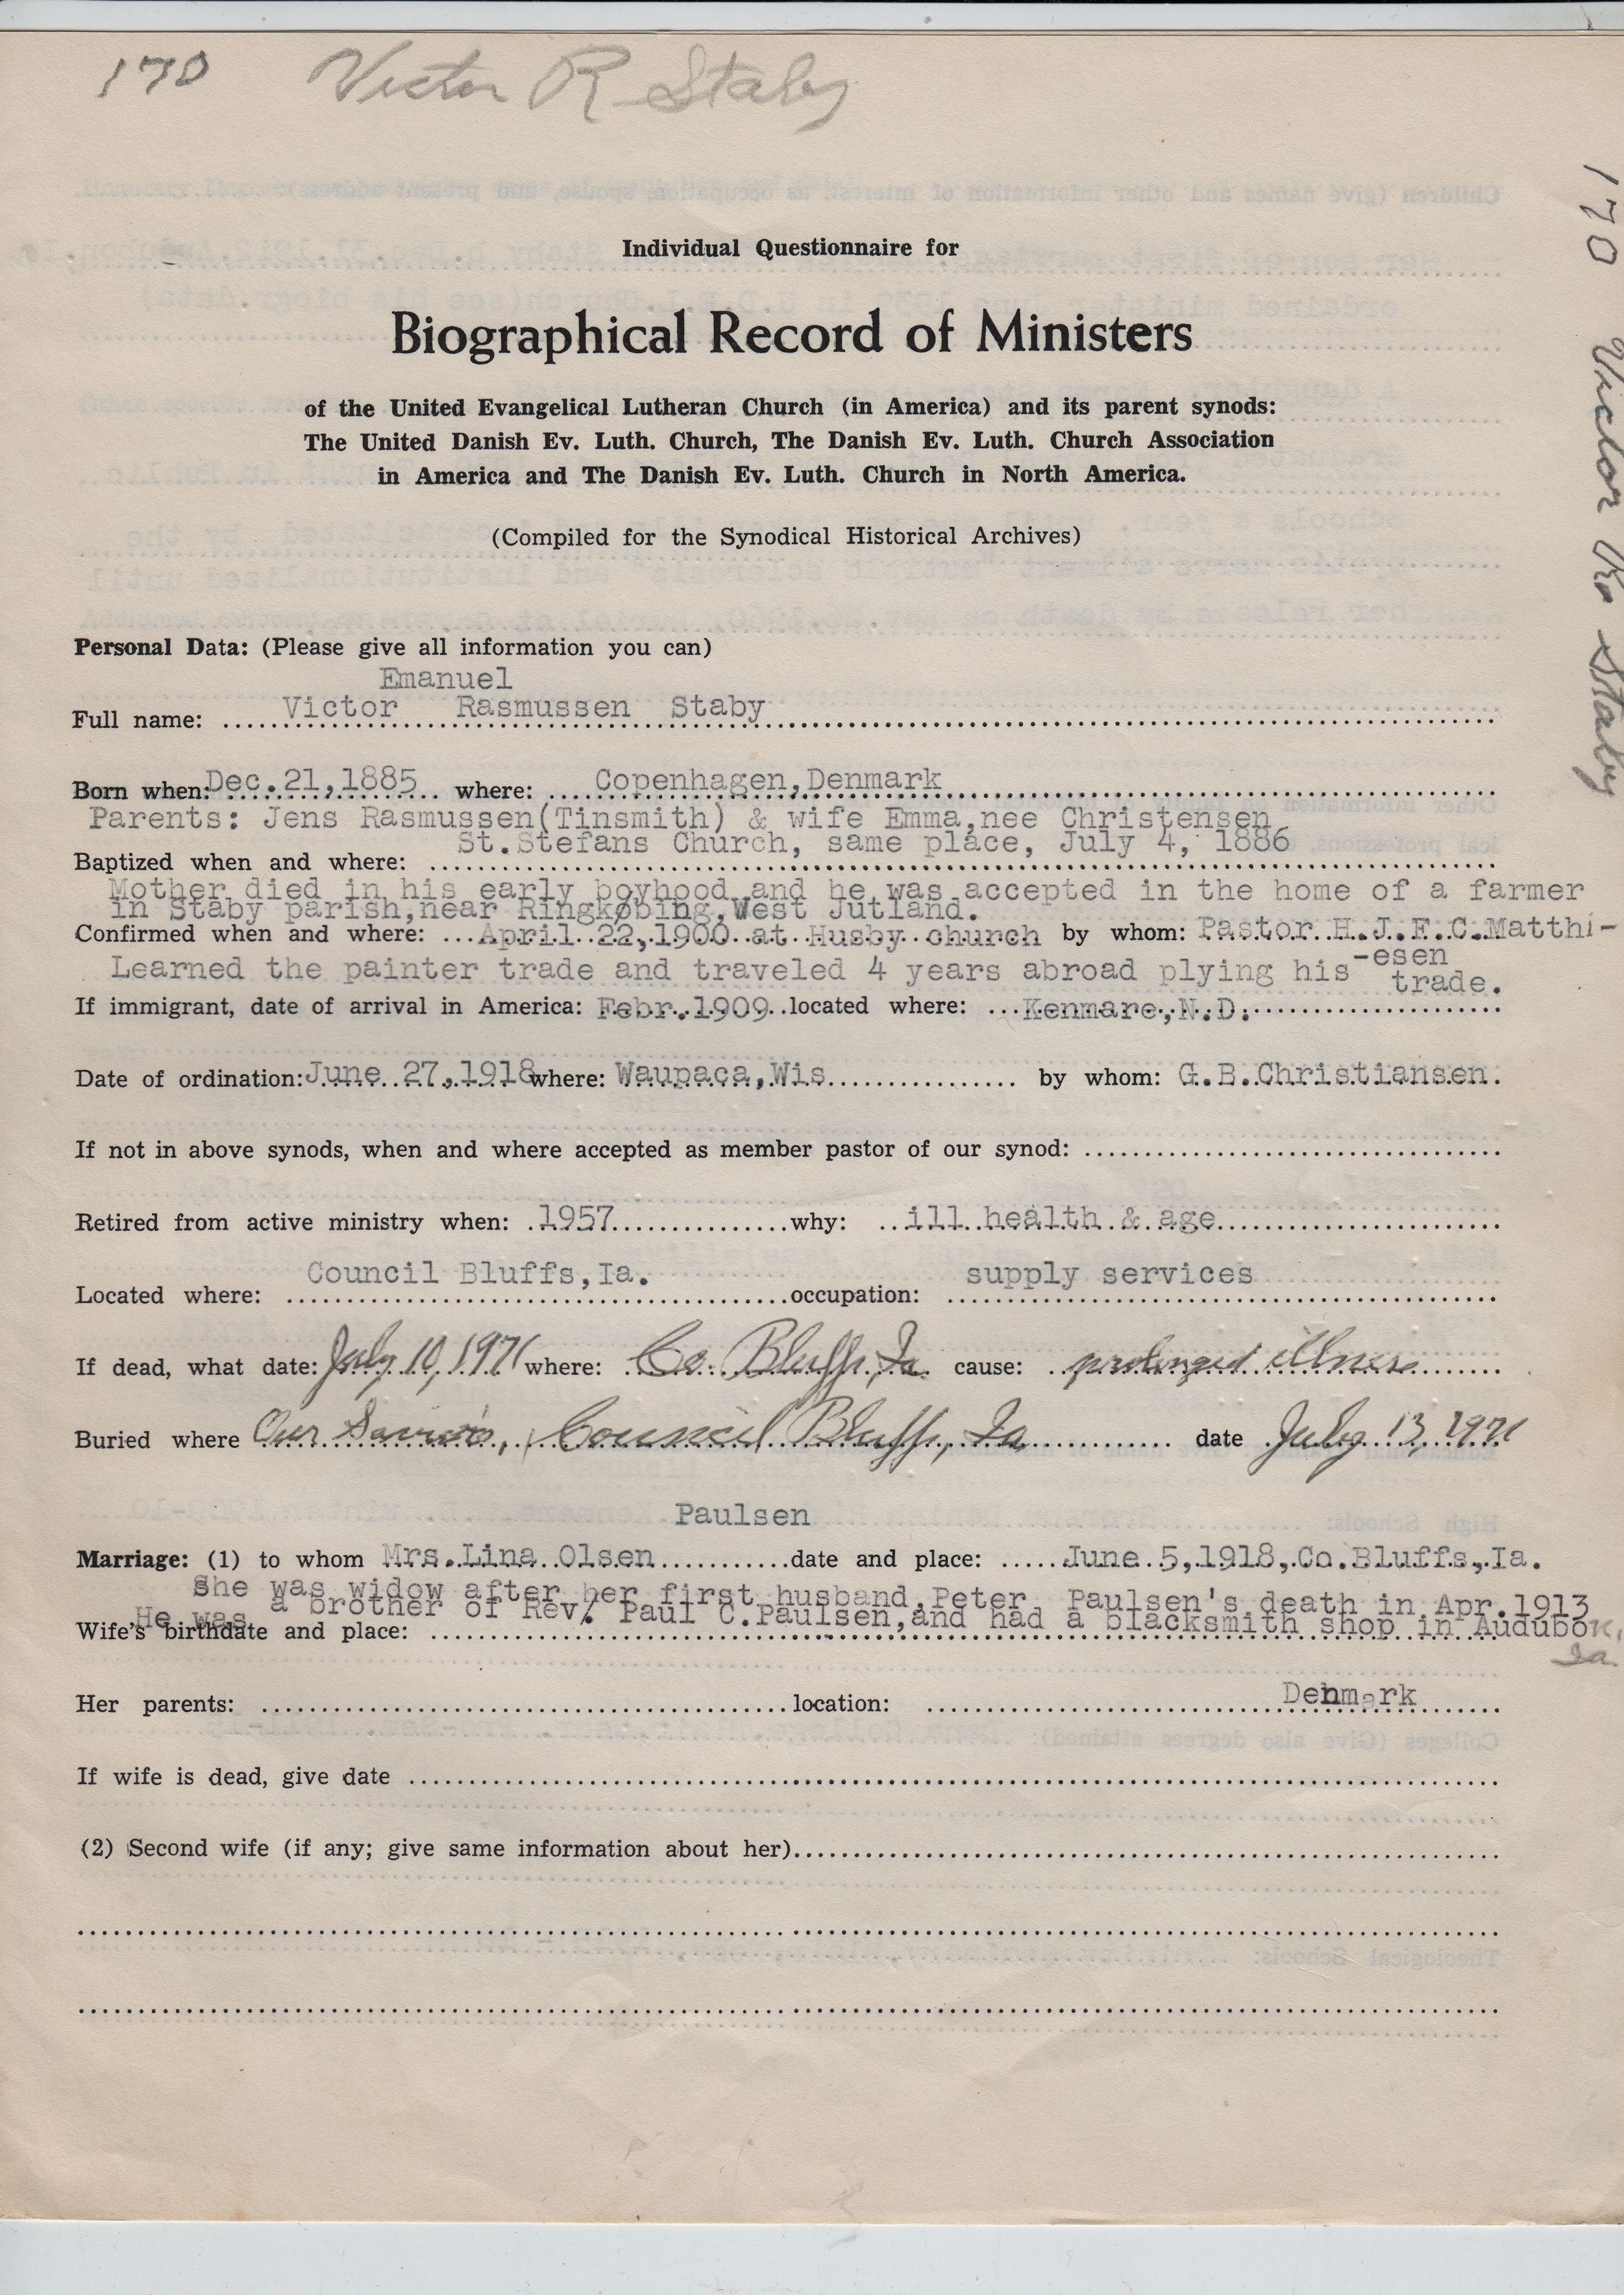 170 Victor R Staby
170 Victor R. Staby
Individual Questionnaire for
Biographical Record of Ministers
of the United Evangelical Lutheran Church (in America) and its parent synods:
The United Danish Ev. Luth. Church, The Danish Ev. Luth. Church Association
in America and The Danish Ev. Luth. Church in North America.
(Compiled for the Synodical Historical Archives)
Personal Data: (Please give all information you can)
Emanuel
Full name: Victor Rasmussen Staby
Born when: Dec.21,1885 where: Copenhagen,Denmark
Parents: Jens Rasmussen(Tinsmith) & wife Emma,nee Christensen
St.Stefans Church, same place, July 4, 1886
Baptized when and where:
Mother died in his early boyhood and he was accepted in the home of a farmer
in Staby parish,near Ringkøbing,West Jutland.
Confirmed when and where: April 22,1900 at Husby church by whom: Pastor H.J.F.C.Matthi-
-esen
Learned the painter trade and traveled 4 years abroad plying his trade.
If immigrant, date of arrival in America: Febr.1909 located where: Kenmare,N.D.
Date of ordination: June 27,1918 where: Waupaca,Wis by whom: G.B.Christiansen.
If not in above synods, when and where accepted as member pastor of our synod:
Retired from active ministry when: 1957 why: ill health & age
Council Bluffs,Ia. supply services
Located where: occupation:
If dead, what date: July 10, 1971 where: Co. Bluffs, Ia. cause: prolonged illness
Buried where Our Savior's, Council Bluffs, Ia date July 13, 1971
Paulsen
Marriage: (1) to whom Mrs.Lina Olsen date and place: June 5,1918,Co.Bluffs,Ia.
She was widow after her first husband,Peter Paulsen's death in Apr.1913
He was a brother of Rev. Paul C.Paulsen,and had a blacksmith shop in Audubon,
Ia.
Wife's birthdate and place:
Denmark
Her parents: location:
If wife is dead, give date
(2) Second wife (if any; give same information about her)